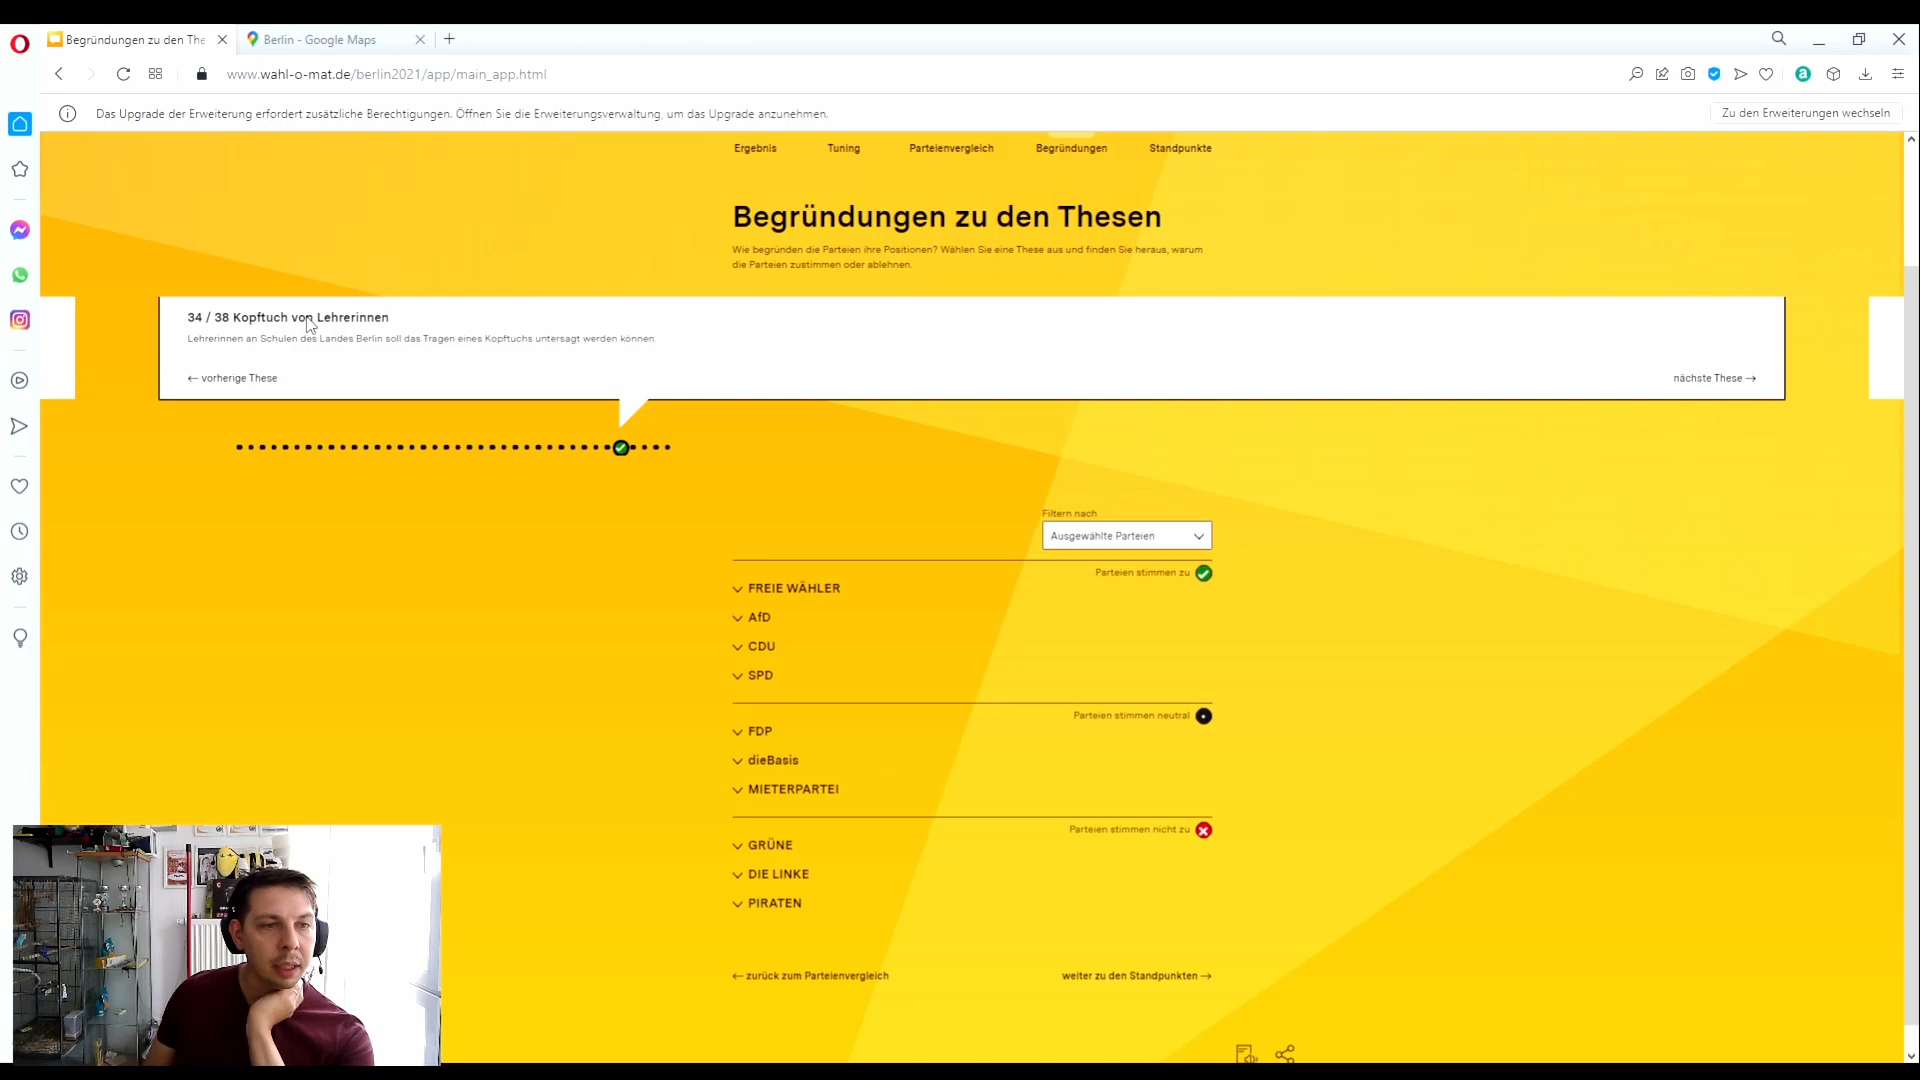 Begründungen zu den The
Berlin - Google Maps
www.wahl-o-mat.de/berlin2021/app/main_app.html
Das Upgrade der Erweiterung erfordert zusätzliche Berechtigungen. Öffnen Sie die Erweiterungsverwaltung, um das Upgrade anzunehmen.
Zu den Erweiterungen wechseln
Ergebnis Tuning Parteienvergleich Begründungen Standpunkte
Begründungen zu den Thesen
Wie begründen die Parteien ihre Positionen? Wählen Sie eine These aus und finden Sie heraus, warum
die Parteien zustimmen oder ablehnen.
34 / 38 Kopftuch von Lehrerinnen
Lehrerinnen an Schulen des Landes Berlin soll das Tragen eines Kopftuchs untersagt werden können.
← vorherige These
nächste These →
Filtern nach
Ausgewählte Parteien
Parteien stimmen zu
FREIE WÄHLER
AfD
CDU
SPD
Parteien stimmen neutral
FDP
dieBasis
MIETERPARTEI
Parteien stimmen nicht zu
GRÜNE
DIE LINKE
PIRATEN
← zurück zum Parteienvergleich
weiter zu den Standpunkten →